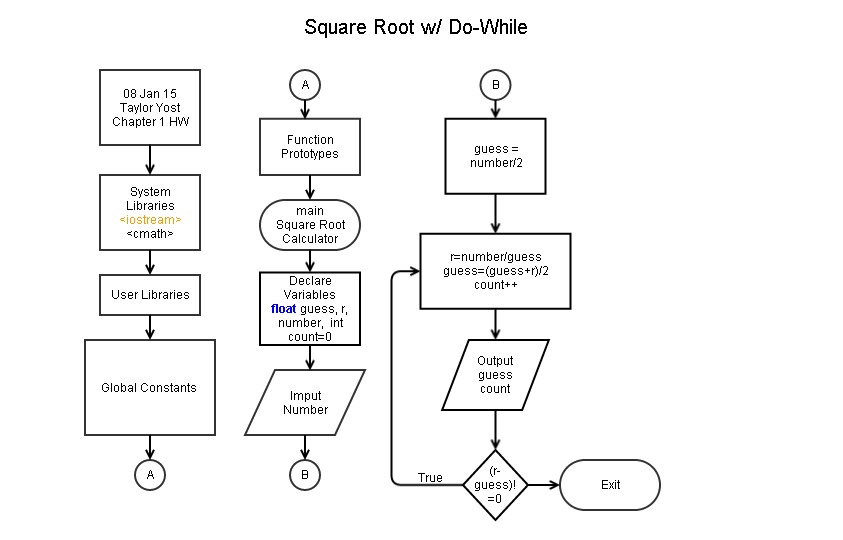 Square Root w/ Do-While
08 Jan 15
Taylor Yost
Chapter 1 HW
System
Libraries
<iostream>
<cmath>
User Libraries
Global Constants
A
A
Function
Prototypes
main
Square Root
Calculator
Declare
Variables
float guess, r,
number, int
count=0
Imput
Number
B
B
guess =
number/2
r=number/guess
guess=(guess+r)/2
count++
Output
guess
count
(r-
guess)!
=0
True
Exit